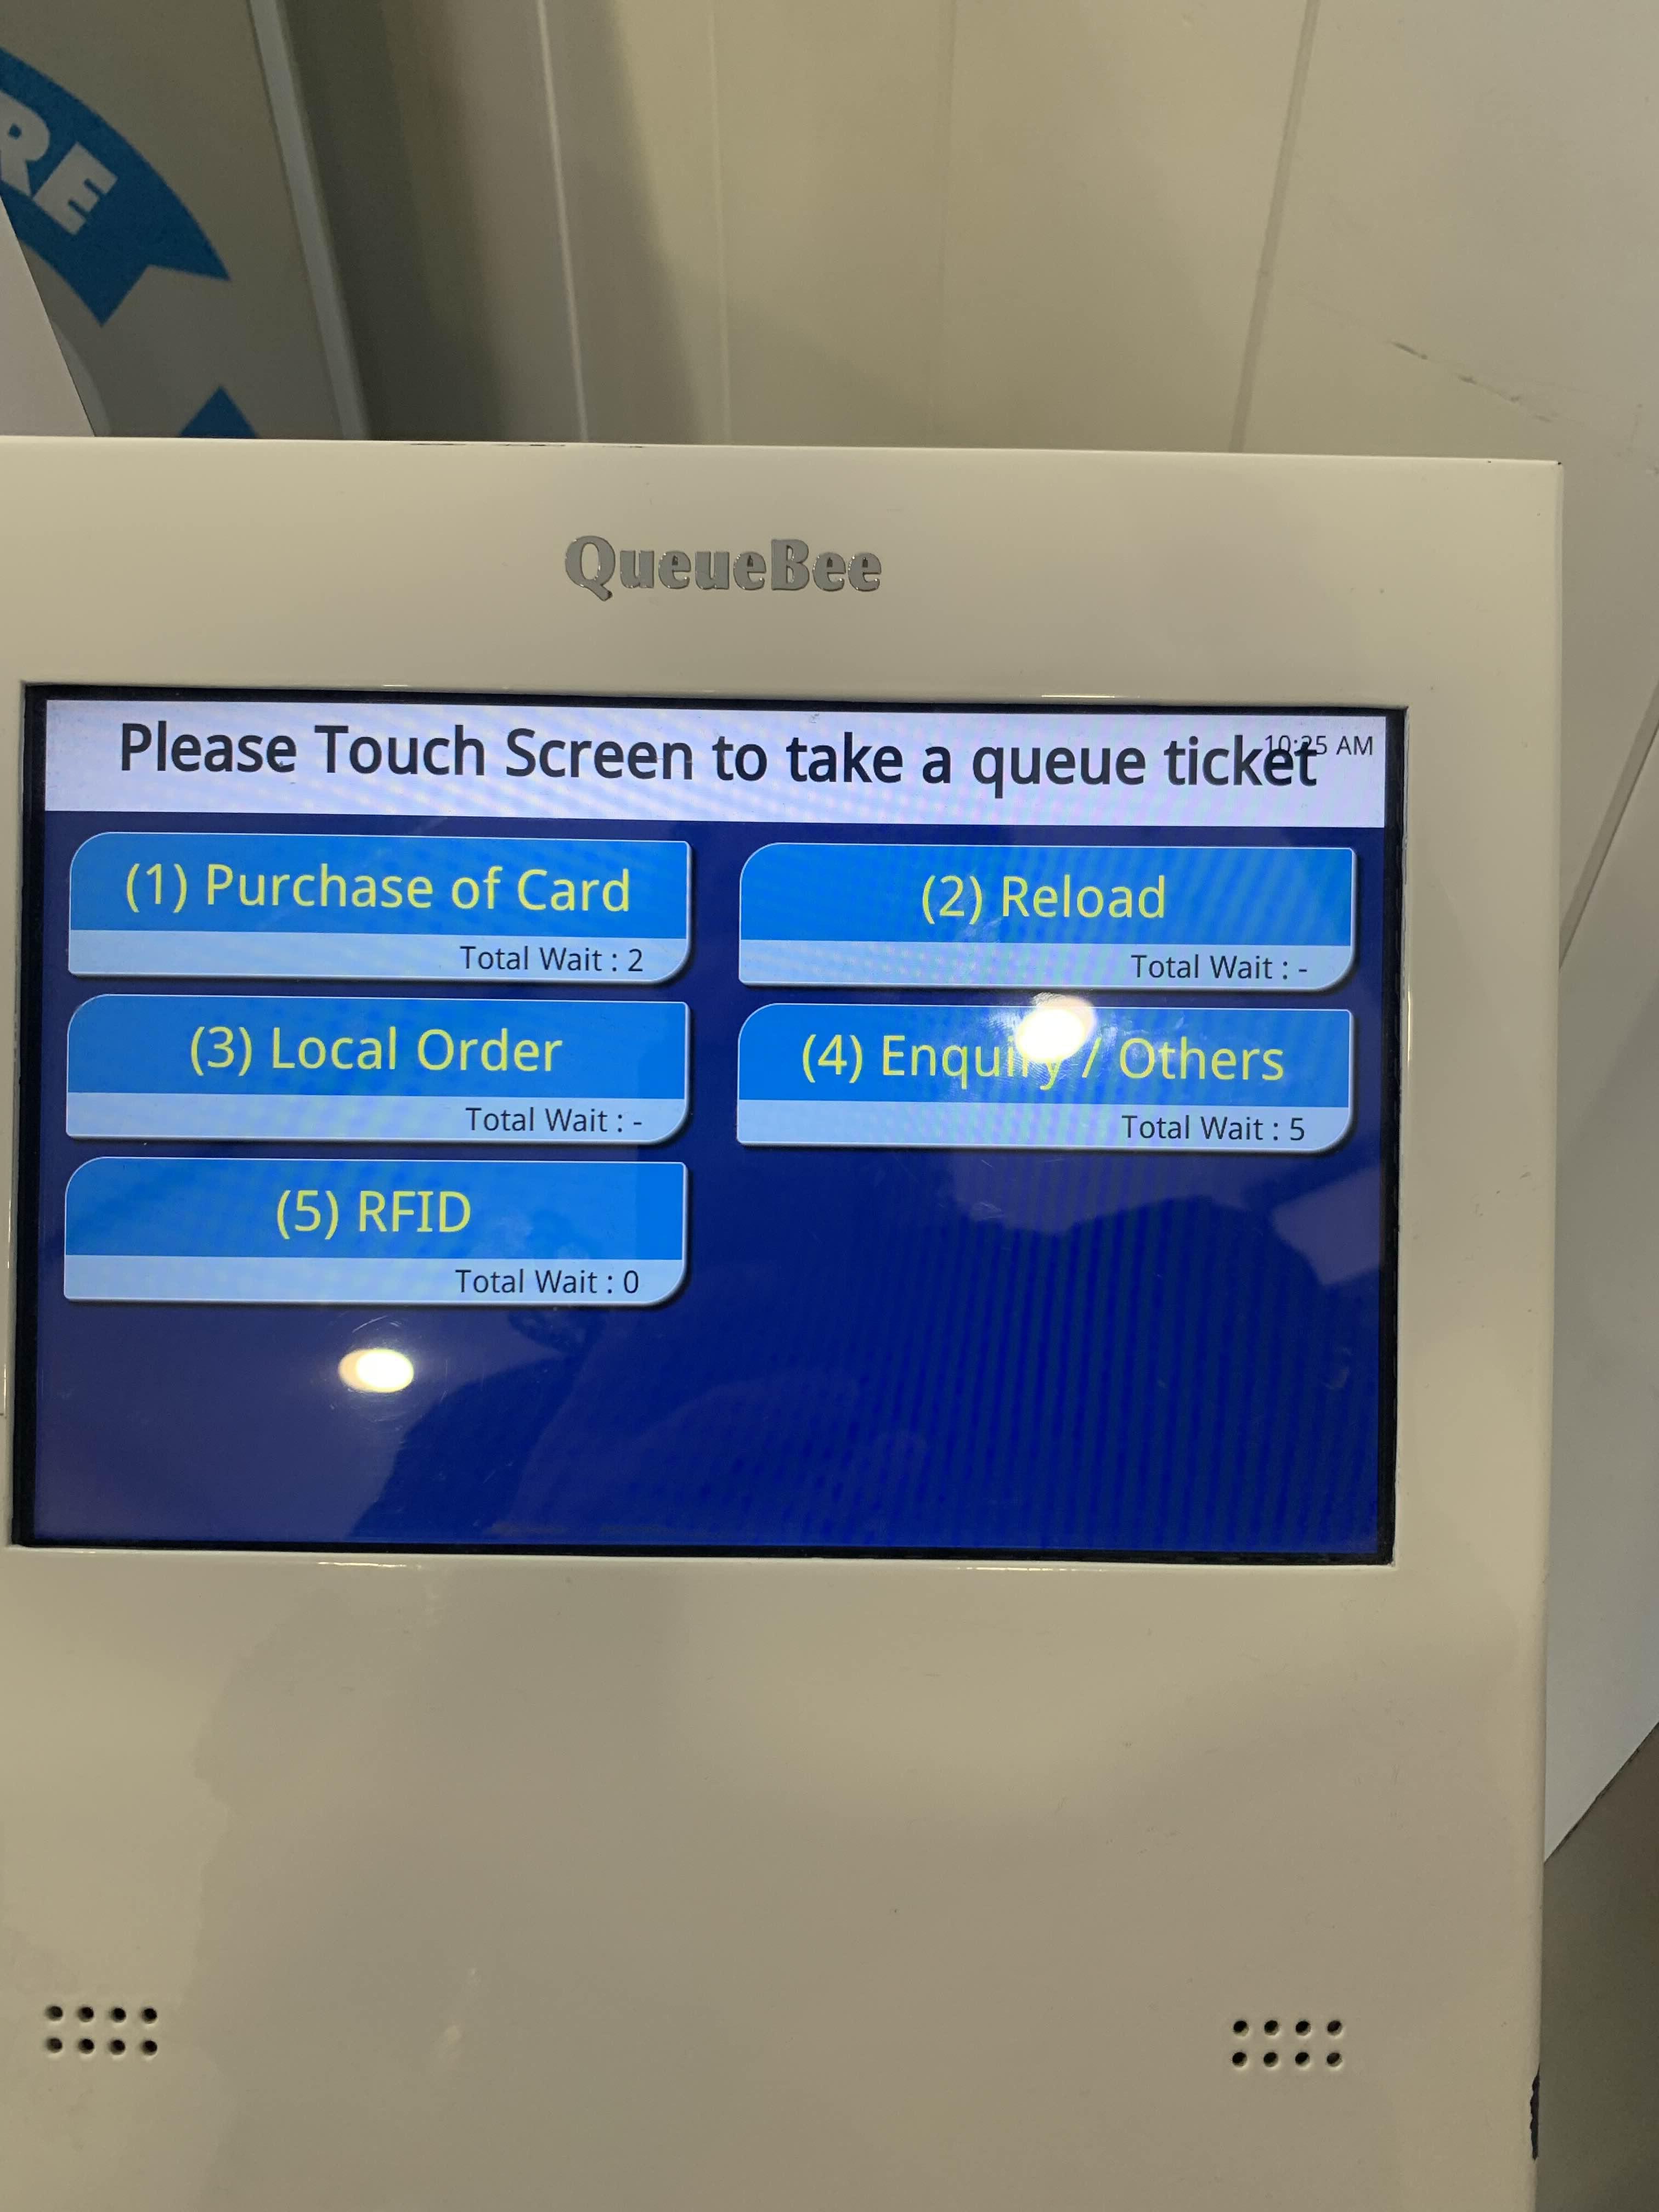 RE
QueueBee
Please Touch Screen to take a queue ticket
10:25 AM
(1) Purchase of Card
Total Wait : 2
(2) Reload
Total Wait : -
(3) Local Order
Total Wait : -
(4) Enquiry / Others
Total Wait : 5
(5) RFID
Total Wait : 0